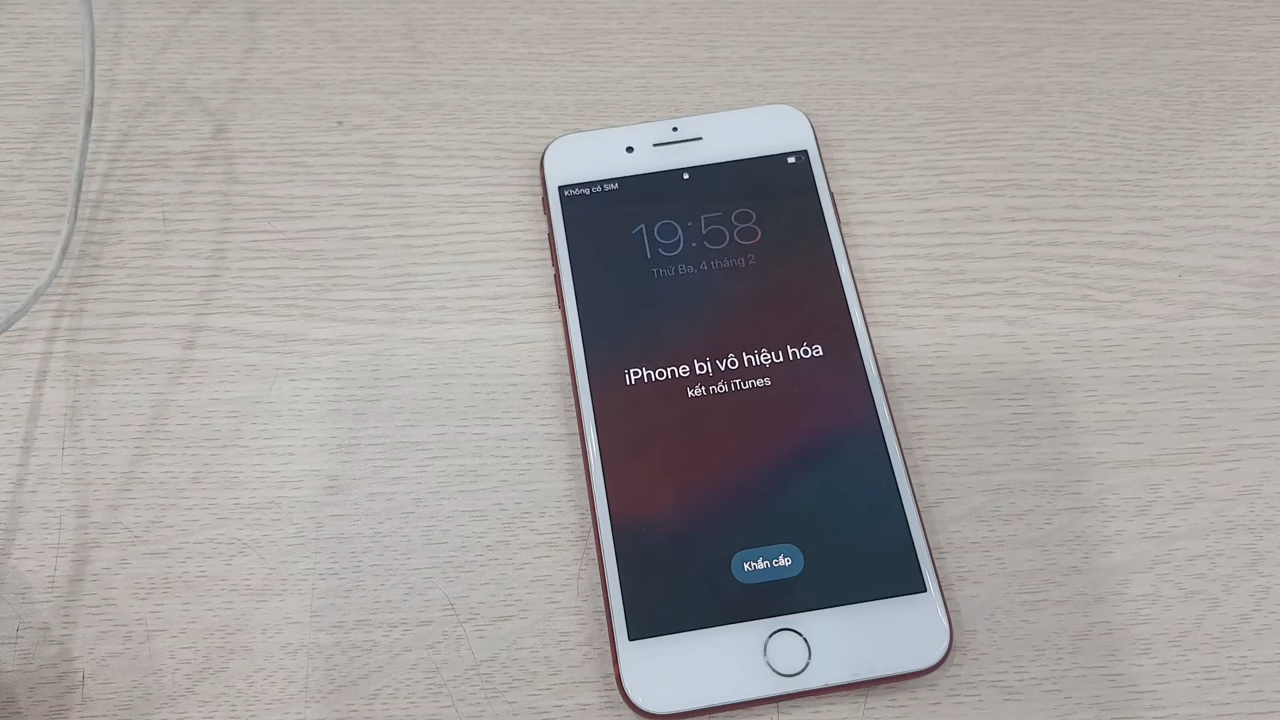 Không có SIM
19:58
Thứ Ba, 4 tháng 2
iPhone bị vô hiệu hóa
kết nối iTunes
Khẩn cấp